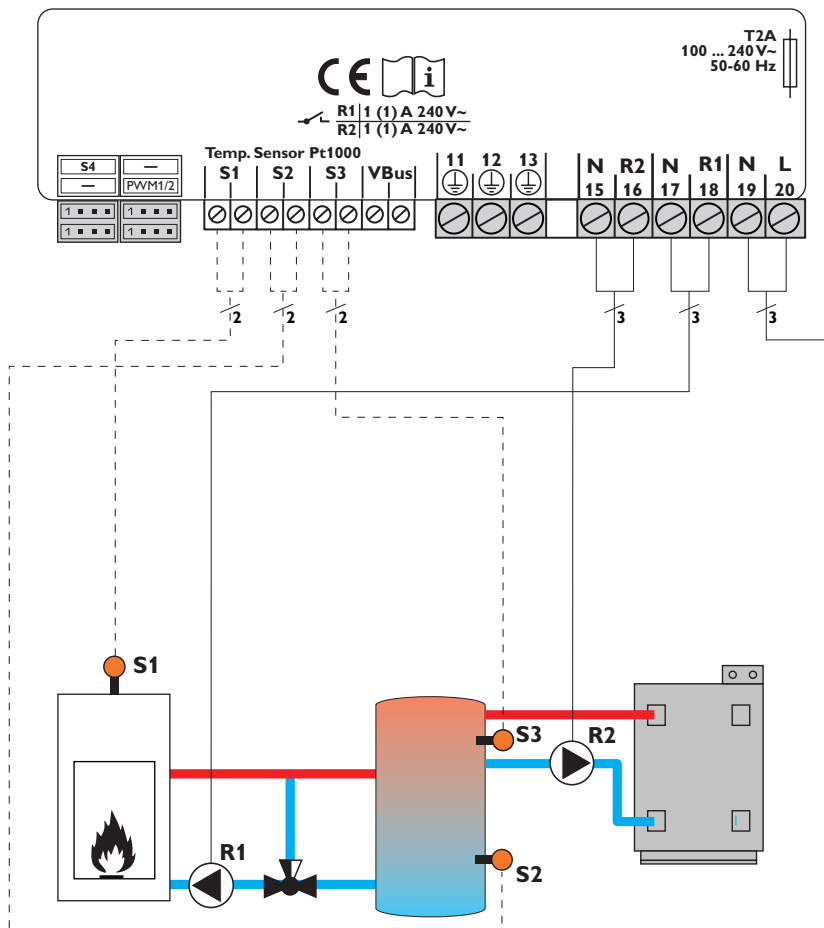 T2A
100 ... 240 V~
50-60 Hz
CE i
R1 1 (1) A 240 V~
R2 1 (1) A 240 V~
Temp. Sensor Pt1000
S4 —
— PWM1/2
S1 S2 S3 VBus
11 12 13
N R2 N R1 N L
15 16 17 18 19 20
1 1
1 1
2 2 2 3 3 3
S1
S3
R2
R1
S2